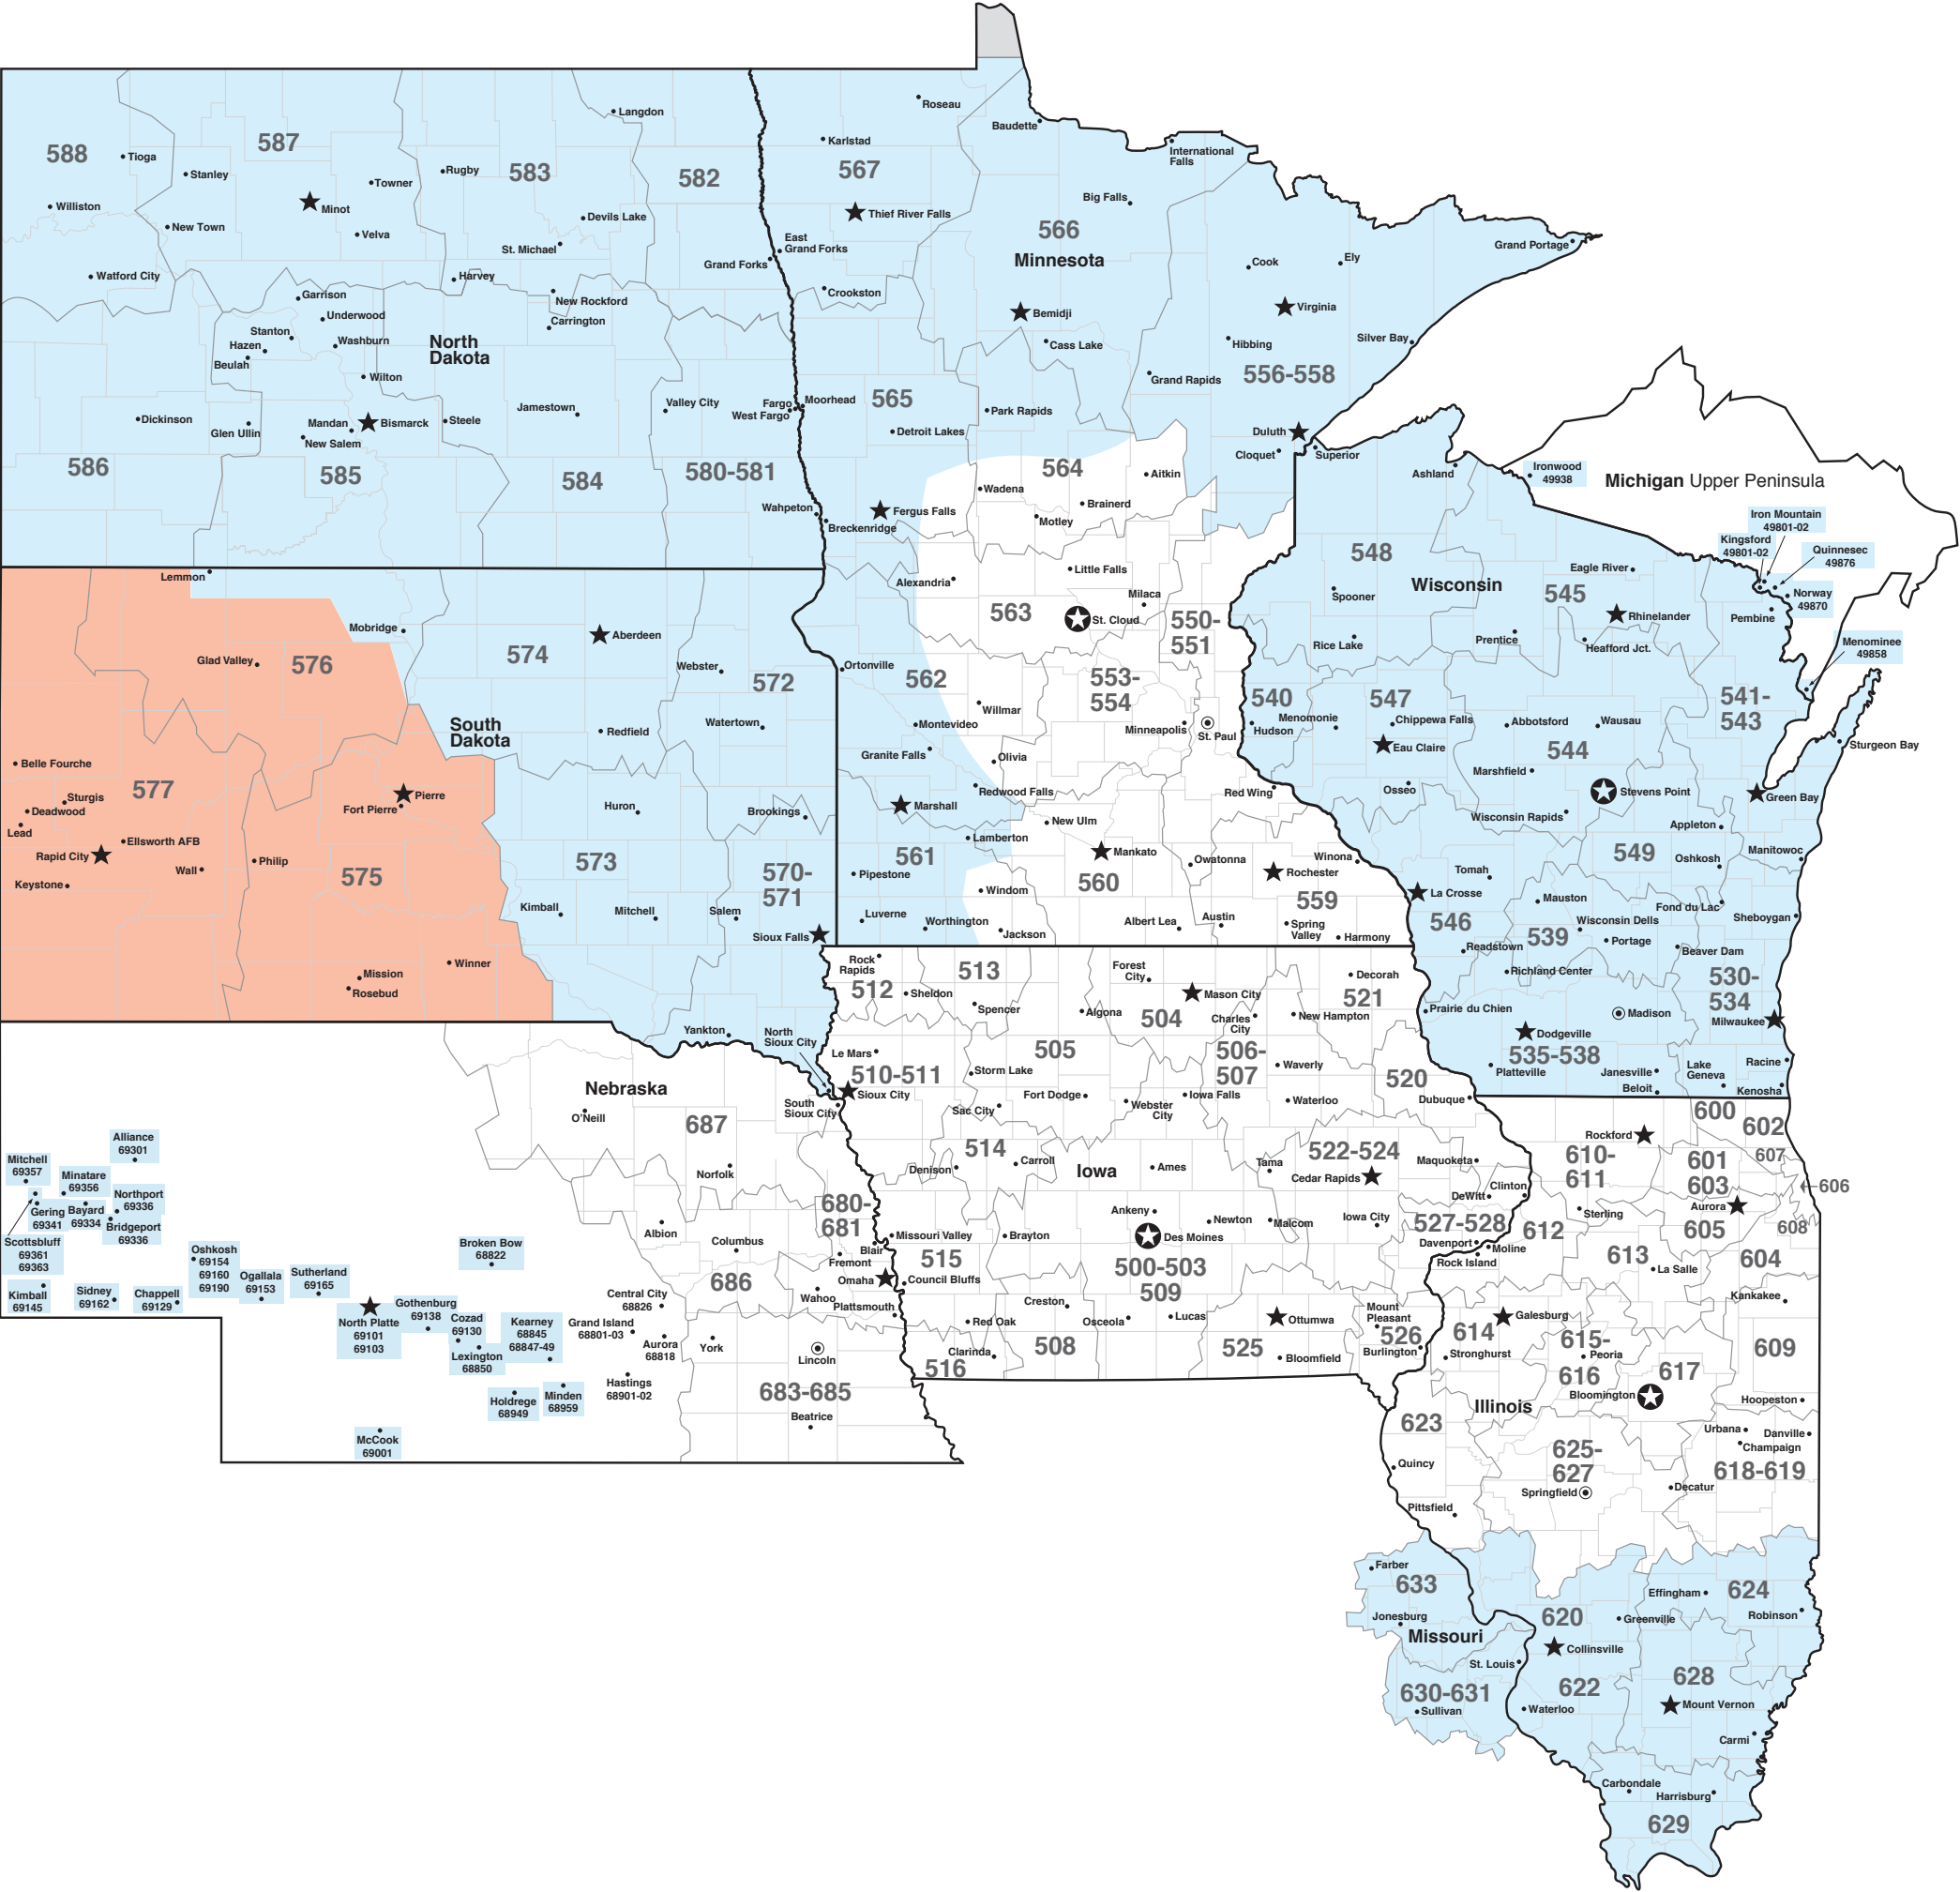 588
Tioga
587
Stanley
Towner
Williston
Minot
New Town
Velva
Watford City
Rugby
583
Langdon
582
Devils Lake
St. Michael
Grand Forks
Harvey
New Rockford
Carrington
Garrison
Underwood
Stanton
Hazen
Washburn
Beulah
Wilton
North
Dakota
Dickinson
Glen Ullin
Mandan
Bismarck
New Salem
Steele
Jamestown
Valley City
Fargo
West Fargo
586
585
584
580-581
Wahpeton
Roseau
Karlstad
567
Thief River Falls
East
Grand Forks
Crookston
Baudette
International
Falls
Big Falls
566
Minnesota
Bemidji
Cass Lake
Cook
Ely
Grand Portage
Virginia
Hibbing
Silver Bay
Grand Rapids
556-558
Moorhead
565
Park Rapids
Detroit Lakes
Duluth
Cloquet
564
Wadena
Aitkin
Brainerd
Motley
Fergus Falls
Breckenridge
Alexandria
Little Falls
Milaca
563
St. Cloud
550-
551
Ortonville
562
553-
554
Willmar
Montevideo
Minneapolis
St. Paul
Granite Falls
Olivia
Redwood Falls
Red Wing
Marshall
New Ulm
Lamberton
Mankato
Owatonna
Winona
Rochester
561
Pipestone
560
559
Windom
Luverne
Worthington
Jackson
Albert Lea
Austin
Spring
Valley
Harmony
Superior
Ashland
Ironwood
49938
Michigan Upper Peninsula
Iron Mountain
49801-02
Kingsford
49801-02
Quinnesec
49876
Norway
49870
Menominee
49858
548
Wisconsin
Eagle River
545
Spooner
Rhinelander
Pembine
Rice Lake
Prentice
Heafford Jct.
540
Hudson
547
Menomonie
Chippewa Falls
Abbotsford
Wausau
541-
543
Sturgeon Bay
Eau Claire
544
Marshfield
Osseo
Stevens Point
Green Bay
Wisconsin Rapids
Appleton
549
Oshkosh
Manitowoc
Tomah
La Crosse
Mauston
Fond du Lac
Wisconsin Dells
Sheboygan
546
539
Portage
Readstown
Beaver Dam
Richland Center
530-
534
Prairie du Chien
Madison
Milwaukee
Dodgeville
535-538
Platteville
Janesville
Lake
Geneva
Racine
Beloit
Kenosha
Lemmon
Mobridge
Glad Valley
576
574
Aberdeen
Webster
572
South
Dakota
Redfield
Watertown
Belle Fourche
577
Sturgis
Deadwood
Lead
Pierre
Fort Pierre
Ellsworth AFB
Rapid City
Wall
Philip
Keystone
575
Huron
Brookings
573
570-
571
Kimball
Mitchell
Salem
Sioux Falls
Winner
Mission
Rosebud
Yankton
North
Sioux City
Nebraska
O'Neill
687
South
Sioux City
Norfolk
680-
681
Albion
Columbus
Blair
Fremont
686
Omaha
Wahoo
Plattsmouth
Central City
68826
Grand Island
68801-03
Aurora
68818
York
Lincoln
Hastings
68901-02
683-685
Beatrice
Alliance
69301
Mitchell
69357
Minatare
69356
Northport
69336
Gering
69341
Bayard
69334
Bridgeport
69336
Scottsbluff
69361
69363
Oshkosh
69154
69160
69190
Kimball
69145
Sidney
69162
Chappell
69129
Ogallala
69153
Sutherland
69165
Broken Bow
68822
North Platte
69101
69103
Gothenburg
69138
Cozad
69130
Lexington
68850
Kearney
68845
68847-49
Holdrege
68949
Minden
68959
McCook
69001
Rock
Rapids
512
513
Sheldon
Spencer
Forest
City
Mason City
Decorah
521
Algona
504
Charles
City
New Hampton
Le Mars
505
506-
507
510-511
Storm Lake
Waverly
Sioux City
Fort Dodge
Iowa Falls
520
Sac City
Webster
City
Waterloo
Dubuque
514
Denison
Carroll
Iowa
Ames
Tama
522-524
Cedar Rapids
Maquoketa
Clinton
DeWitt
Ankeny
Newton
Malcom
Iowa City
527-528
Missouri Valley
Brayton
Des Moines
Davenport
515
500-503
509
Council Bluffs
Creston
Red Oak
Osceola
Lucas
Ottumwa
Mount
Pleasant
526
Burlington
Clarinda
508
516
525
Bloomfield
600
602
Rockford
610-
611
601
603
607
606
Aurora
605
608
Sterling
612
Moline
Rock Island
613
604
La Salle
Kankakee
Galesburg
614
615-
Peoria
616
Stronghurst
617
609
Bloomington
Hoopeston
Illinois
623
Urbana
Danville
Champaign
625-
627
618-619
Quincy
Springfield
Decatur
Pittsfield
Farber
633
Jonesburg
Missouri
St. Louis
630-631
Sullivan
Effingham
624
620
Greenville
Robinson
Collinsville
622
628
Waterloo
Mount Vernon
Carmi
Carbondale
Harrisburg
629